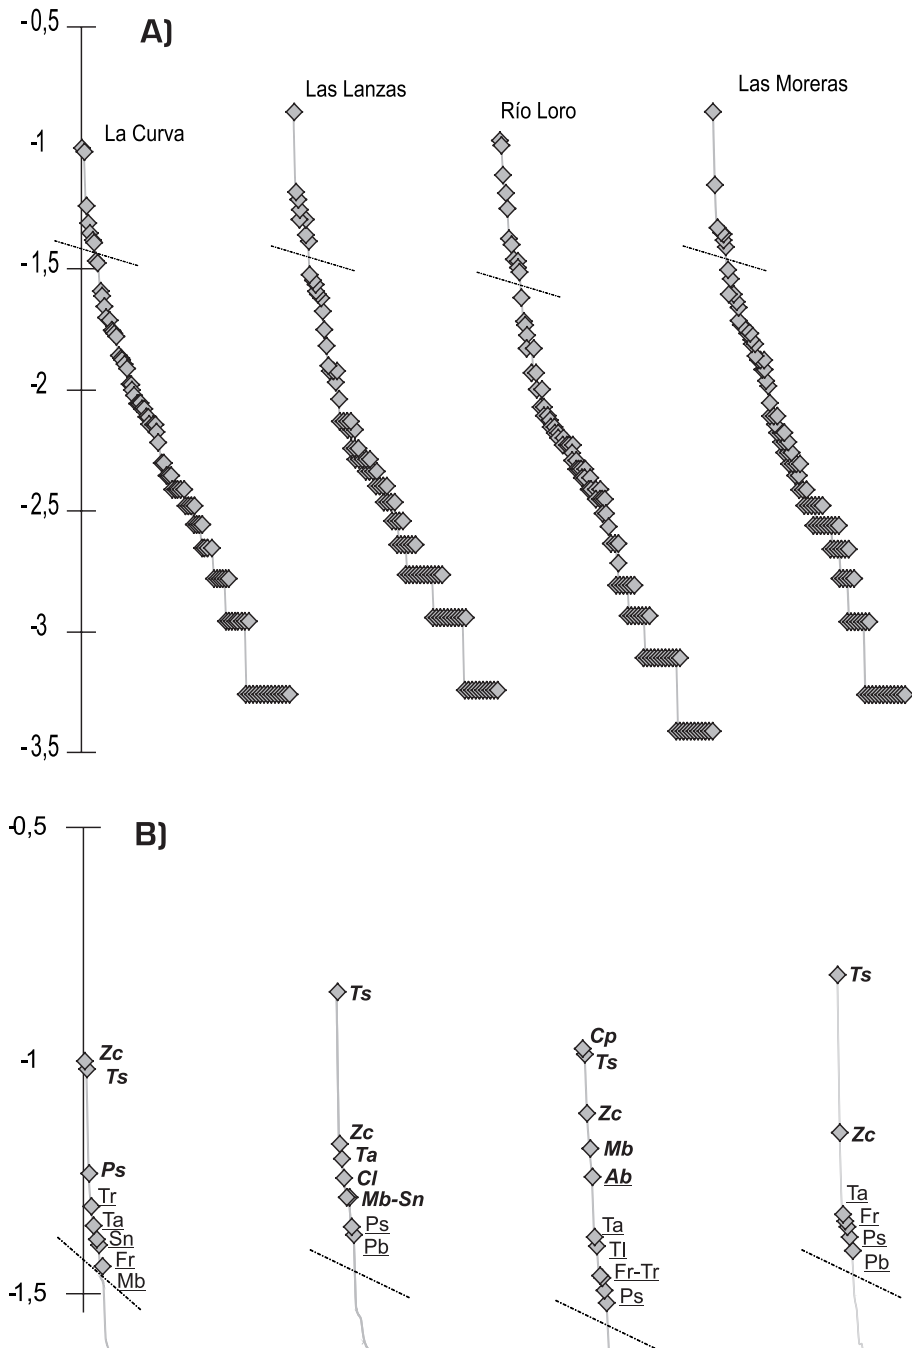 -0,5
A)
Las Moreras
Las Lanzas
Río Loro
La Curva
-1
-1,5
-2
-2,5
-3
-3,5
-0,5
B)
Ts
Ts
Cp
Zc
Ts
-1
Ts
Zc
Zc
Zc
Ta
Mb
Ps
Cl
Ab
Tr
Mb-Sn
Ta
Ta
Ps
Ta
Fr
Sn
Pb
Tl
Ps
Fr
Fr-Tr
Pb
Mb
Ps
-1,5